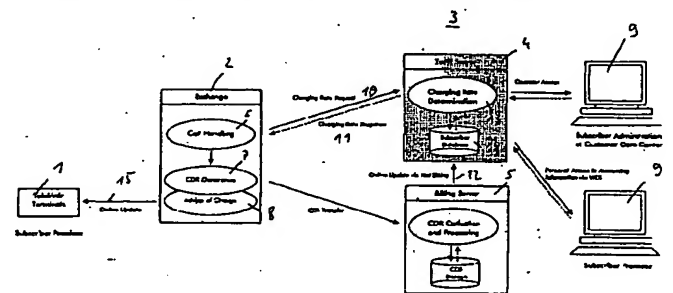 3
4
9
2
Exchange
Call Handling
6
7
CDR Generation
Advice of Charge
8
1
15
Online Update
Subscriber Premises
Charging Rate Request
10
Charging Rate Response
11
CDR Transfer
Charging Rate
Determination
Subscriber
Database
Customer Access
Subscriber Administration
at Customer Care Center
Online Update via Hot Billing
12
5
Billing Server
CDR Collection
and Processing
CDR
Personal Access to Accounting
Information via WEB
9
Subscriber Premises